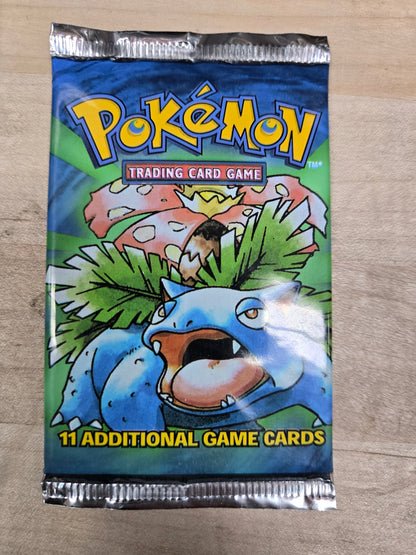 POKéMON
TM®
TRADING CARD GAME
11 ADDITIONAL GAME CARDS